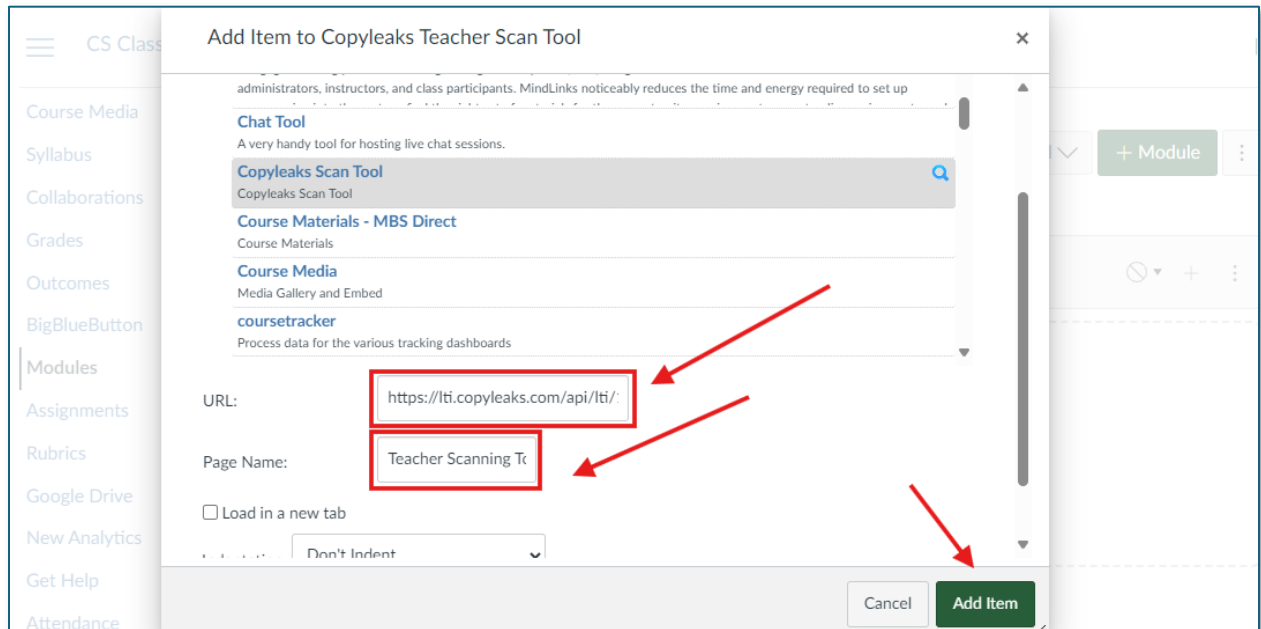 CS Class
Add Item to Copyleaks Teacher Scan Tool
×
administrators, instructors, and class participants. MindLinks noticeably reduces the time and energy required to set up
Chat Tool
A very handy tool for hosting live chat sessions.
Copyleaks Scan Tool
Copyleaks Scan Tool
Course Materials - MBS Direct
Course Materials
Course Media
Media Gallery and Embed
coursetracker
Process data for the various tracking dashboards
URL:
https://lti.copyleaks.com/api/lti/
Page Name:
Teacher Scanning
Load in a new tab
Don't Indent
Cancel
Add Item
Course Media
Syllabus
Collaborations
Grades
Outcomes
BigBlueButton
Modules
Assignments
Rubrics
Google Drive
New Analytics
Get Help
Attendance
+ Module